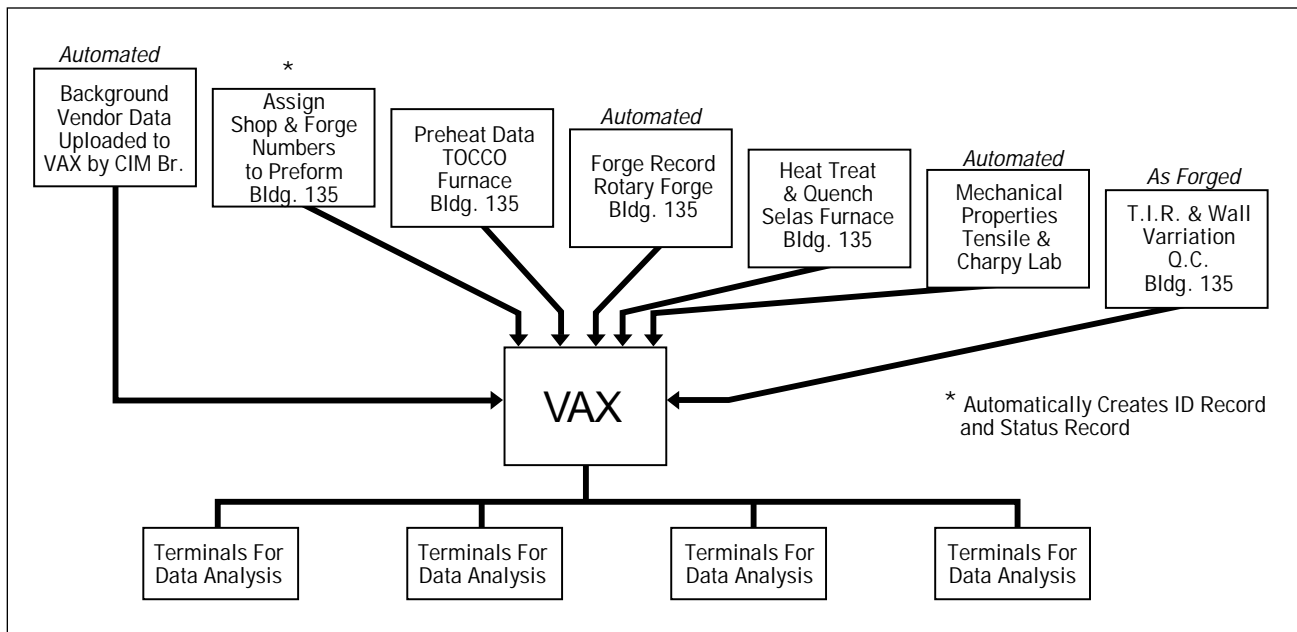 Automated
Background
Vendor Data
Uploaded to
VAX by CIM Br.
*
Assign
Shop & Forge
Numbers
to Preform
Bldg. 135
Preheat Data
TOCCO
Furnace
Bldg. 135
Automated
Forge Record
Rotary Forge
Bldg. 135
Heat Treat
& Quench
Selas Furnace
Bldg. 135
Automated
Mechanical
Properties
Tensile &
Charpy Lab
As Forged
T.I.R. & Wall
Varriation
Q.C.
Bldg. 135
VAX
* Automatically Creates ID Record
and Status Record
Terminals For
Data Analysis
Terminals For
Data Analysis
Terminals For
Data Analysis
Terminals For
Data Analysis